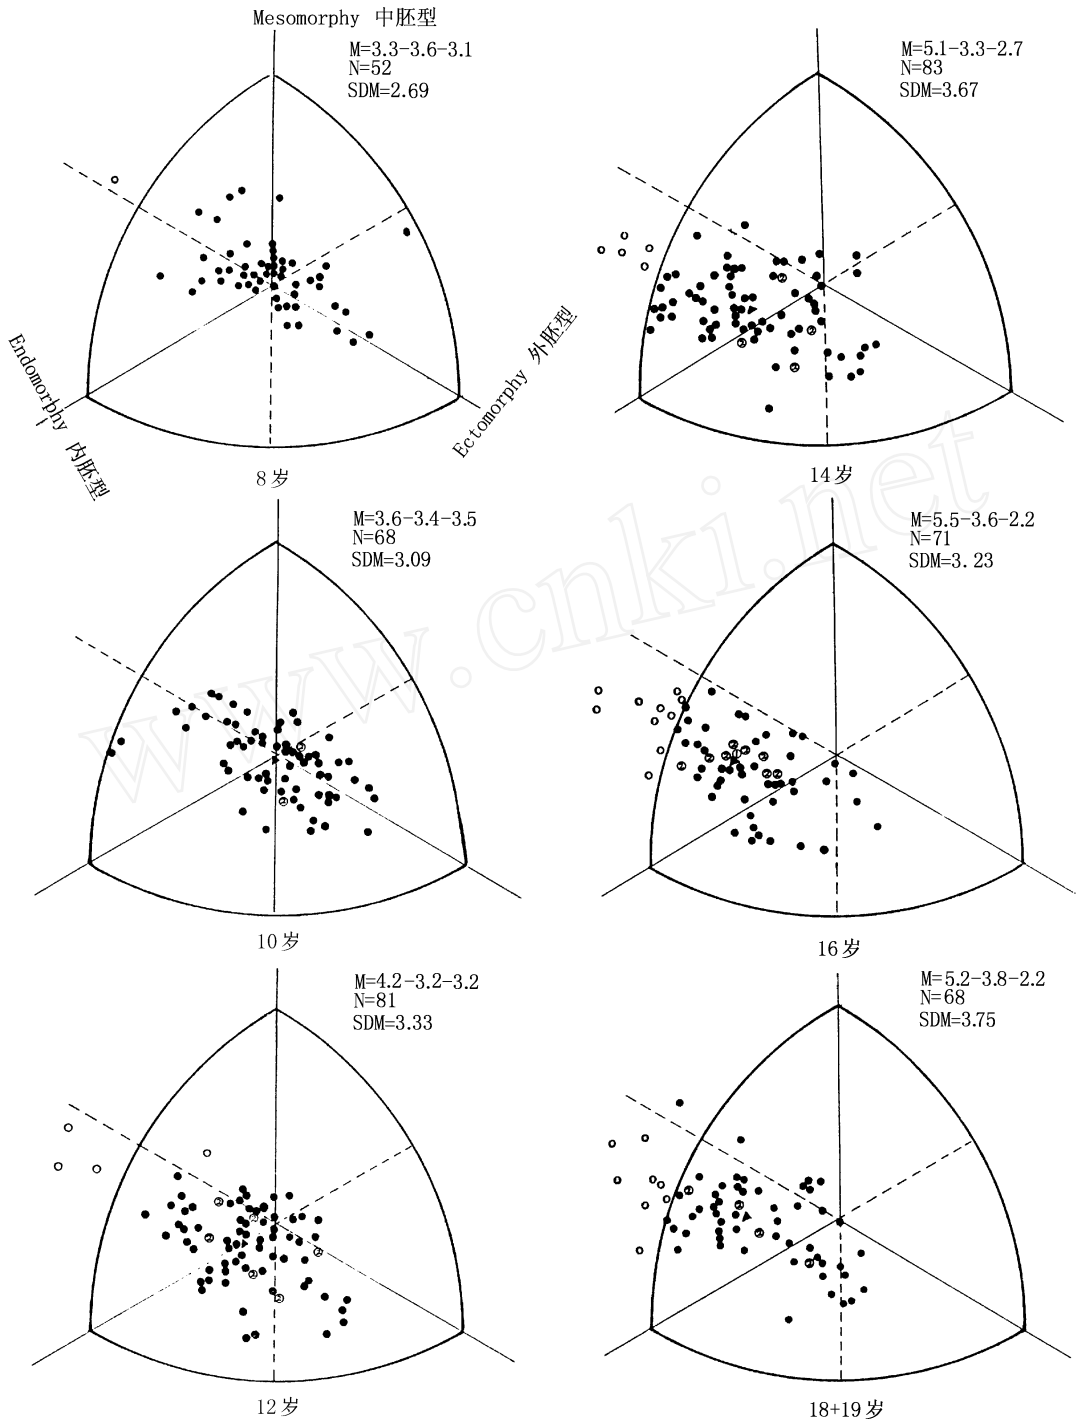 Mesomorphy 中胚型
M=3.3-3.6-3.1
N=52
SDM=2.69
Endomorphy 内胚型
Ectomorphy 外胚型
8岁
M=5.1-3.3-2.7
N=83
SDM=3.67
14岁
M=3.6-3.4-3.5
N=68
SDM=3.09
10岁
M=5.5-3.6-2.2
N=71
SDM=3.23
16岁
M=4.2-3.2-3.2
N=81
SDM=3.33
12岁
M=5.2-3.8-2.2
N=68
SDM=3.75
18+19岁
www.cnki.net